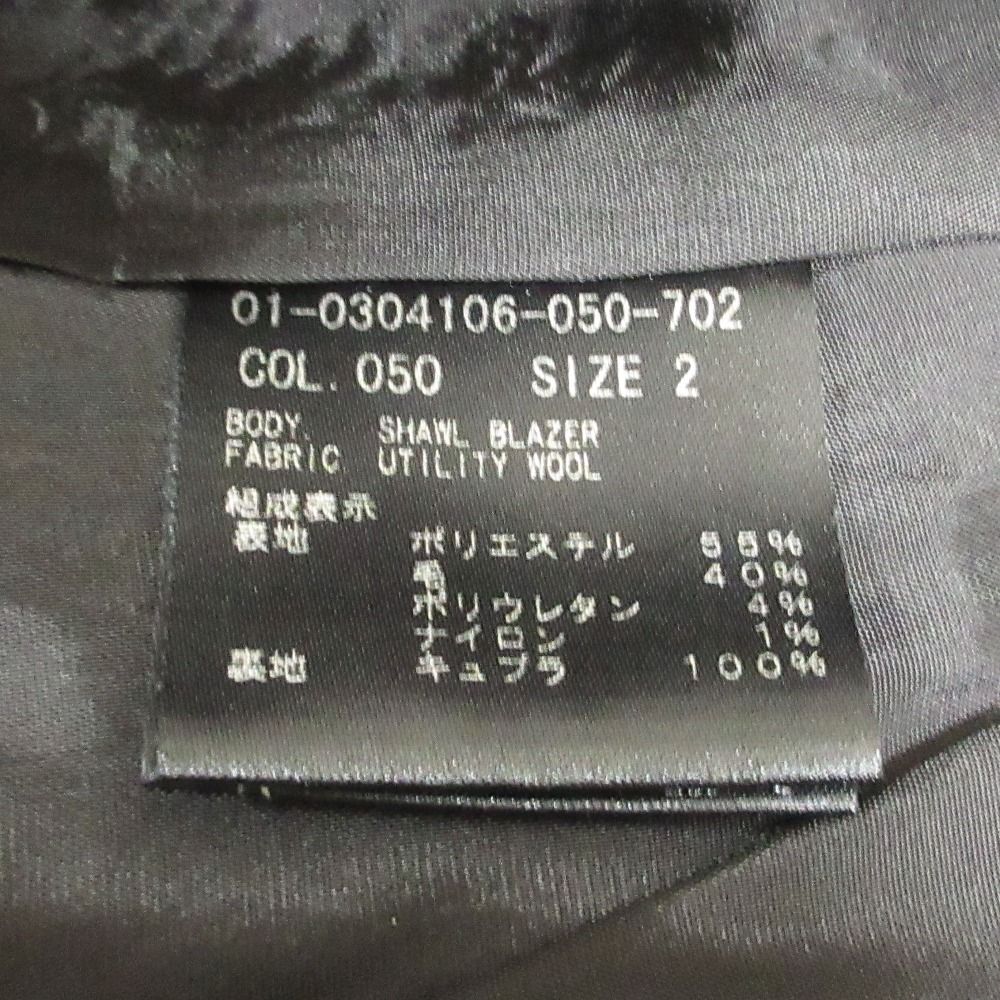 01-0304106-050-702
COL. 050 SIZE 2
BODY. SHAWL BLAZER
FABRIC UTILITY WOOL
組成表示
表地 ポリエステル 55%
毛 40%
ポリウレタン 4%
ナイロン 1%
裏地 キュプラ 100%